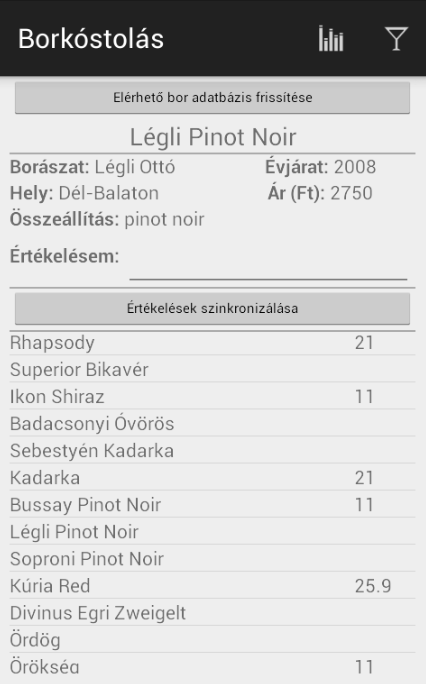 Borkóstolás
Elérhető bor adatbázis frissítése
Légli Pinot Noir
Borászat: Légli Ottó Évjárat: 2008
Hely: Dél-Balaton Ár (Ft): 2750
Összeállítás: pinot noir
Értékelésem:
Értékelések szinkronizálása
Rhapsody 21
Superior Bikavér
Ikon Shiraz 11
Badacsonyi Óvörös
Sebestyén Kadarka
Kadarka 21
Bussay Pinot Noir 11
Légli Pinot Noir
Soproni Pinot Noir
Kúria Red 25.9
Divinus Egri Zweigelt
Ördög
Örökség 11